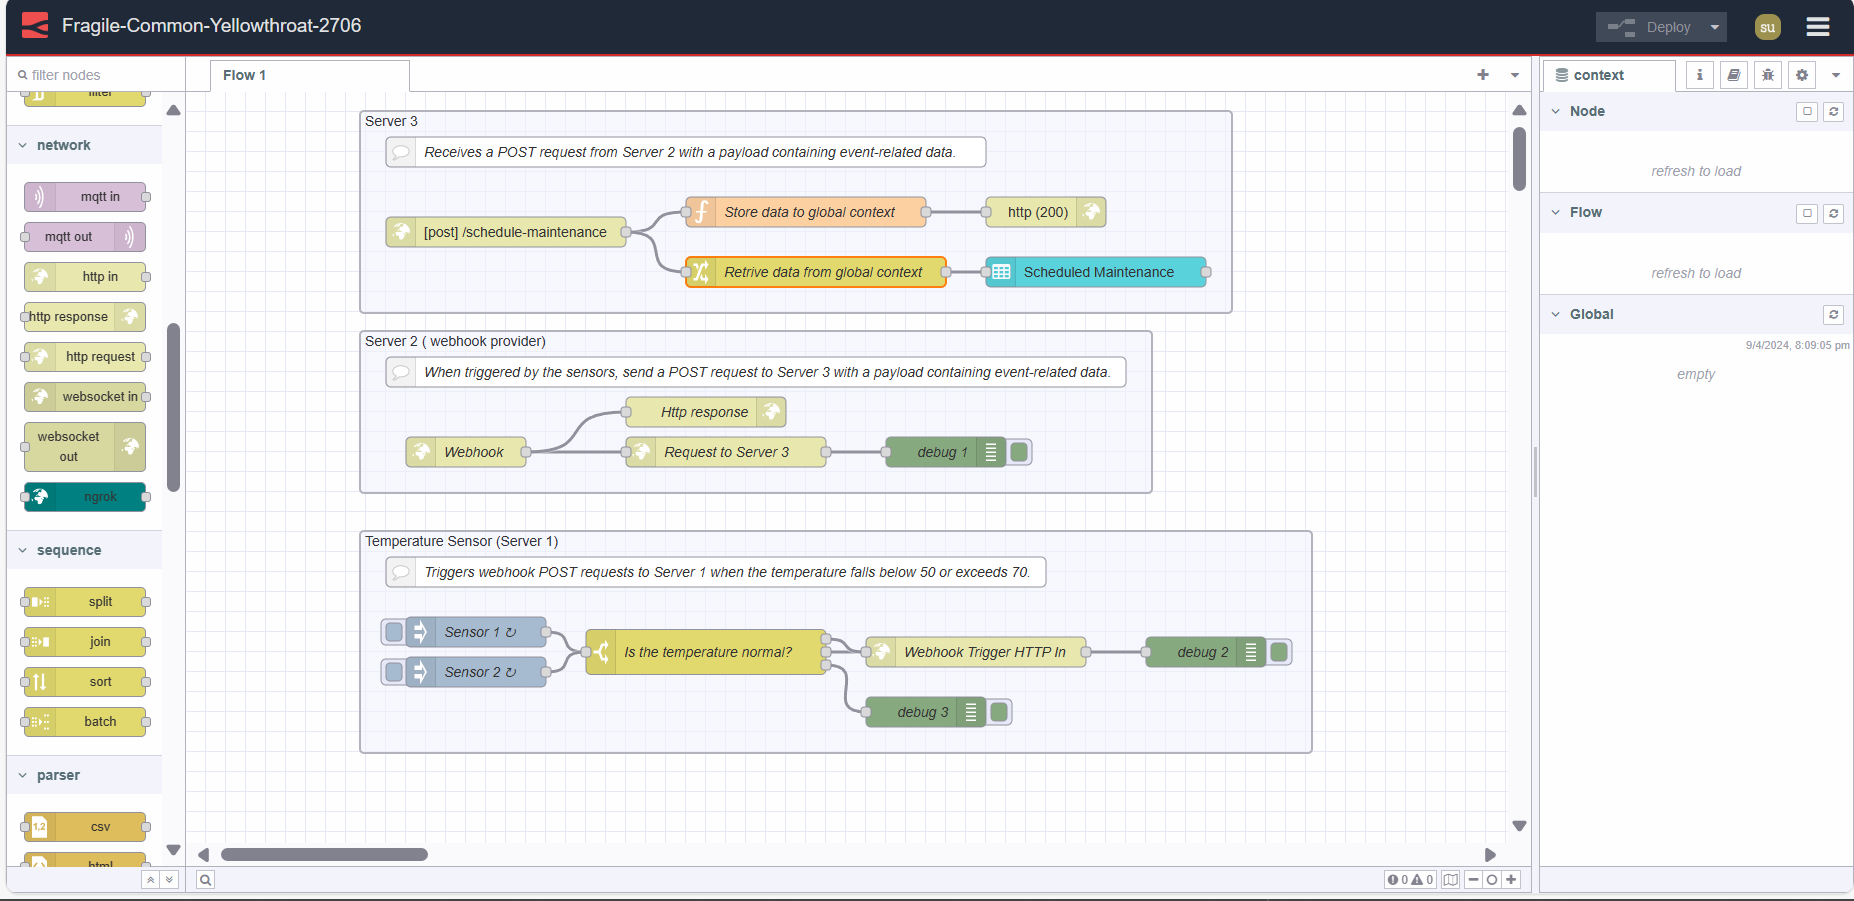 Fragile-Common-Yellowthroat-2706
Deploy
su
filter nodes
filter
network
mqtt in
mqtt out
http in
http response
http request
websocket in
websocket
out
ngrok
sequence
split
join
sort
batch
parser
csv
1,2
html
Flow 1
Server 3
Receives a POST request from Server 2 with a payload containing event-related data.
[post] /schedule-maintenance
Store data to global context
http (200)
Retrive data from global context
Scheduled Maintenance
Server 2 ( webhook provider)
When triggered by the sensors, send a POST request to Server 3 with a payload containing event-related data.
Http response
Webhook
Request to Server 3
debug 1
Temperature Sensor (Server 1)
Triggers webhook POST requests to Server 1 when the temperature falls below 50 or exceeds 70.
Sensor 1 ↻
Sensor 2 ↻
Is the temperature normal?
Webhook Trigger HTTP In
debug 2
debug 3
0 0
context
Node
refresh to load
Flow
refresh to load
Global
9/4/2024, 8:09:05 pm
empty